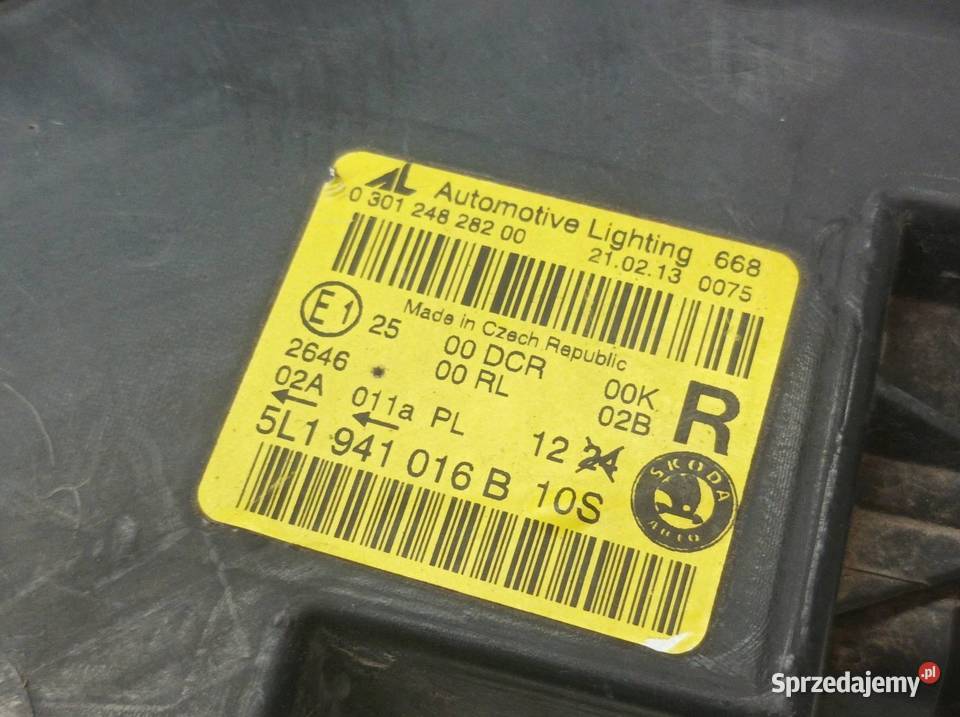 AL Automotive Lighting 668
0 301 248 282 00 21.02.13 0075
Made in Czech Republic
E1 25 00 DCR 00K
2646 00 RL 02B R
02A 011a PL 12 24
5L1 941 016 B 10S
SKODA
AUTO
Sprzedajemy.pl